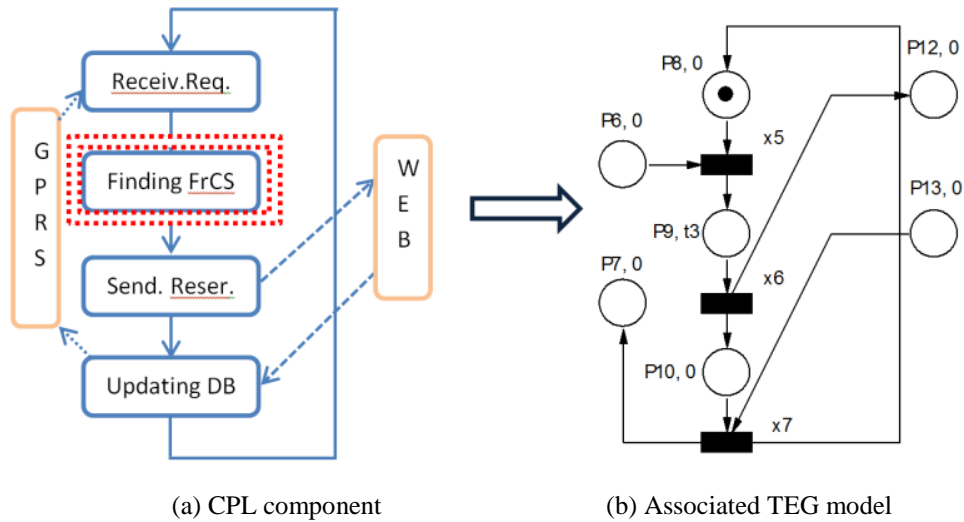 Receiv.Req.
G
P
R
S
Finding FrCS
W
E
B
Send. Reser.
Updating DB
P8, 0
P12, 0
P6, 0
x5
P13, 0
P9, t3
P7, 0
x6
P10, 0
x7
(a) CPL component
(b) Associated TEG model